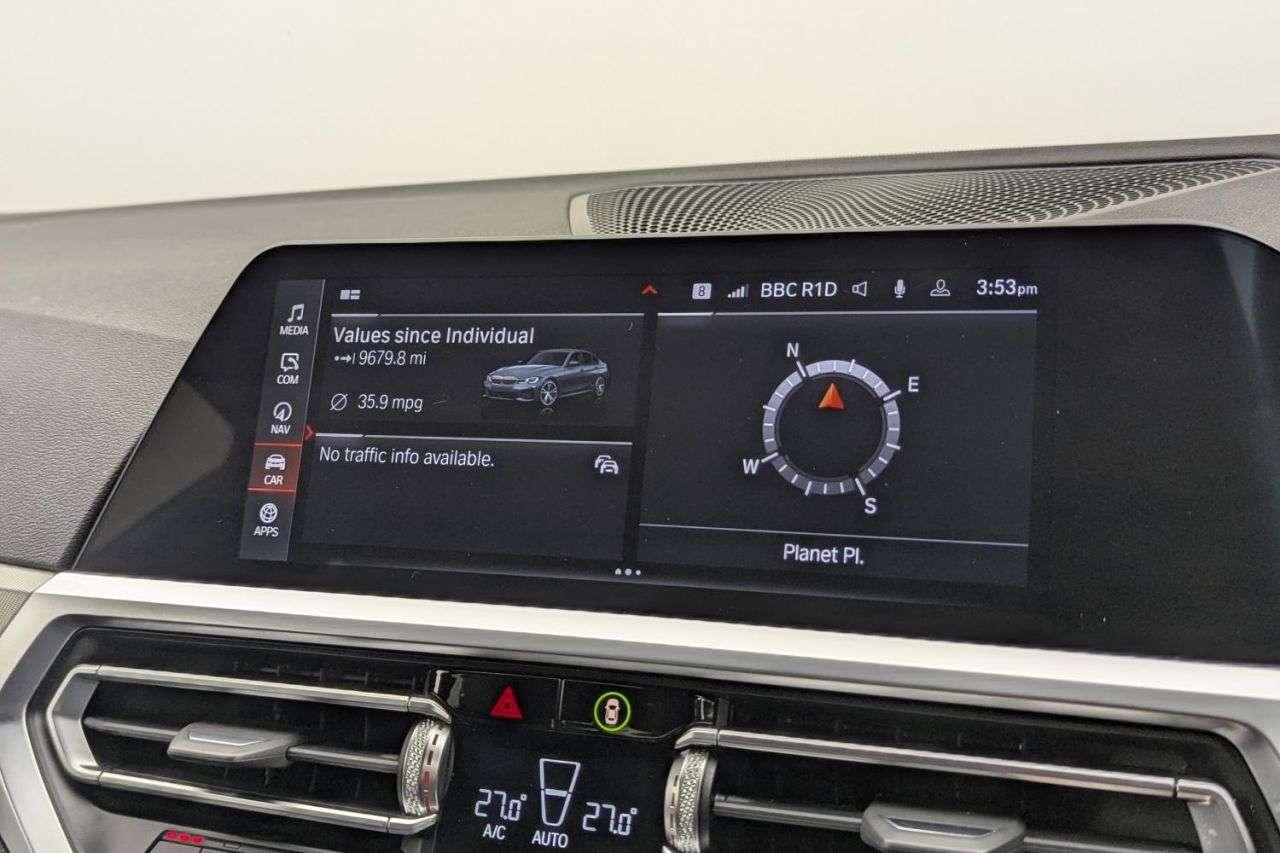 8 BBC R1D 3:53pm
MEDIA
COM
NAV
CAR
APPS
Values since Individual
9679.8 mi
Ø 35.9 mpg
No traffic info available.
N
E
W
S
Planet Pl.
27.0° 27.0°
A/C AUTO